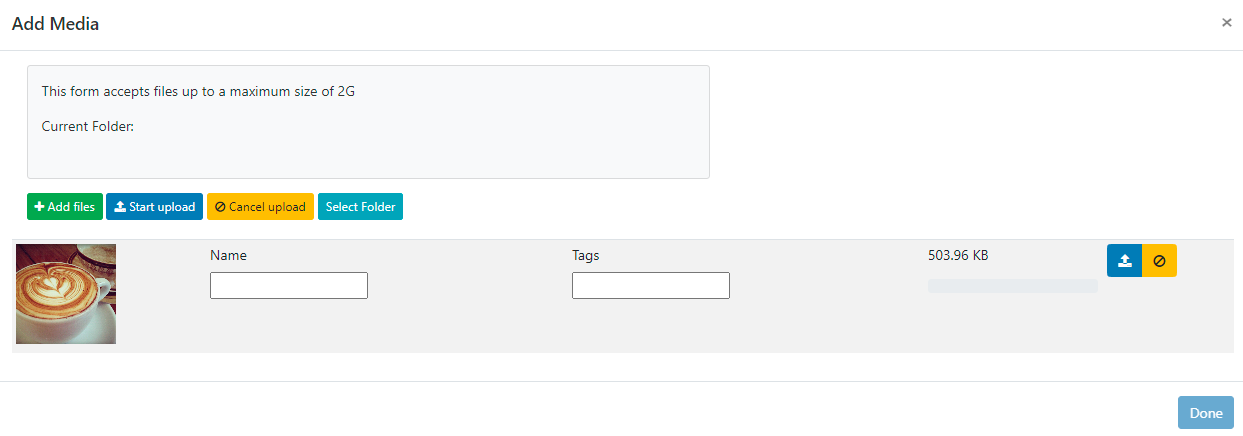 Add Media
×
This form accepts files up to a maximum size of 2G
Current Folder:
Add files Start upload Cancel upload Select Folder
Name Tags 503.96 KB
Done